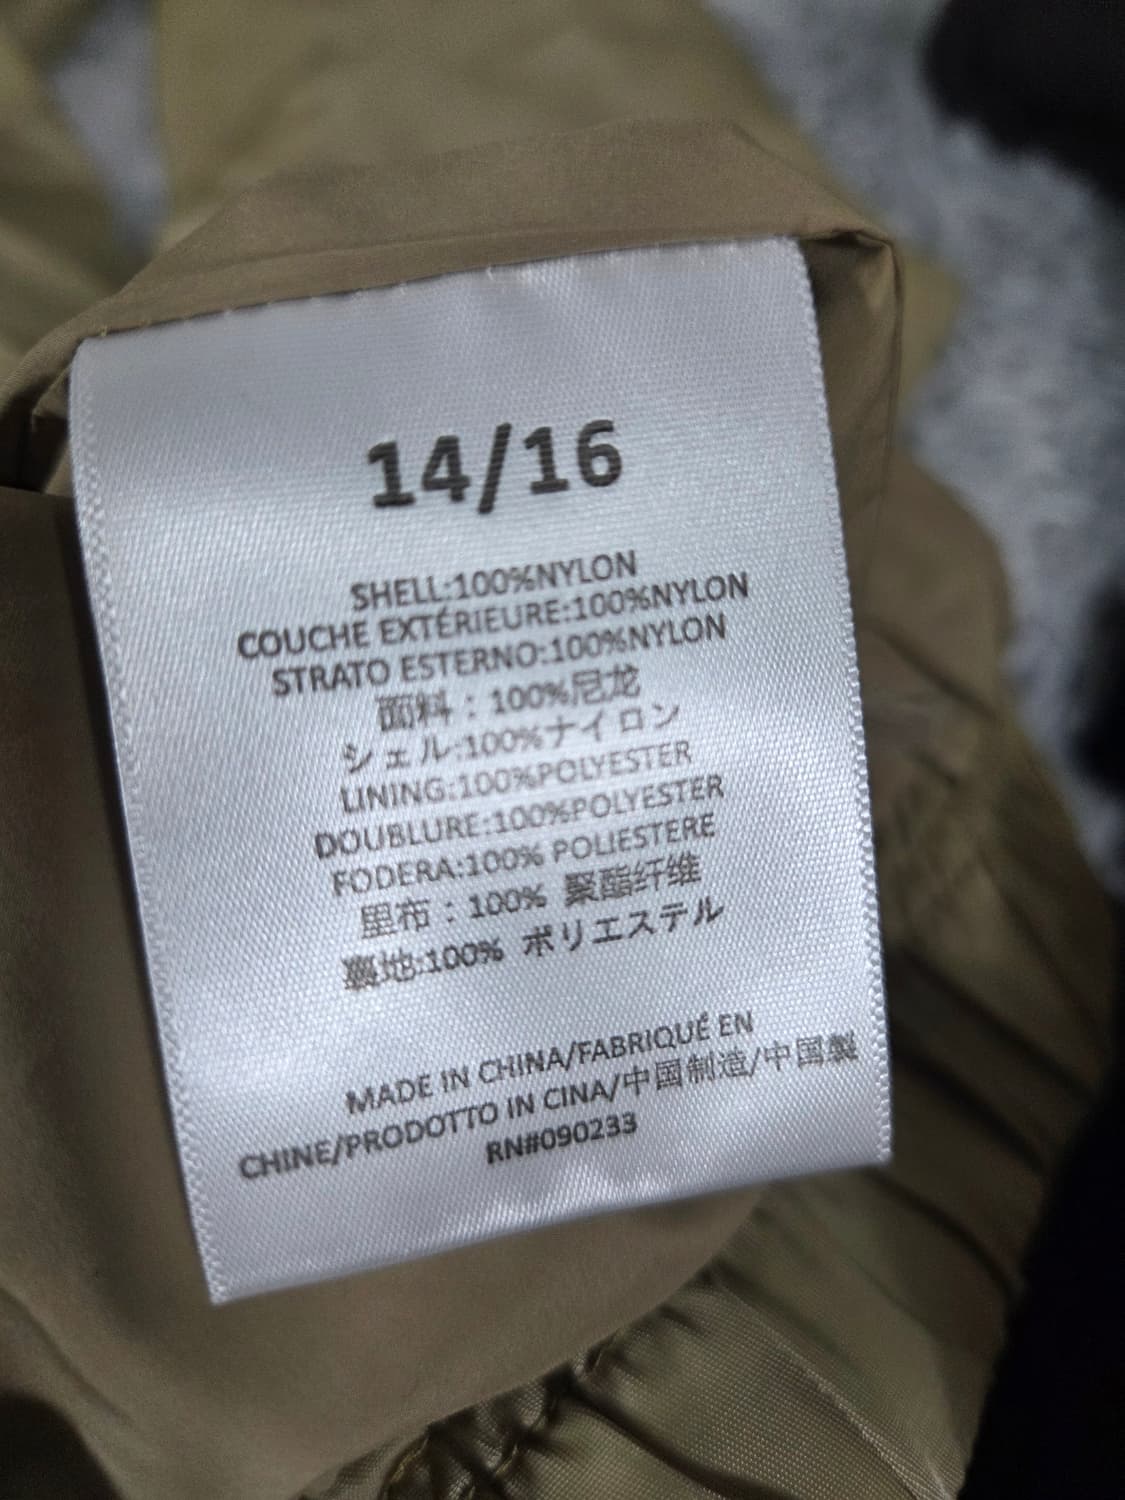 14/16
SHELL:100%NYLON
COUCHE EXTÉRIEURE:100%NYLON
STRATO ESTERNO:100%NYLON
面料：100%尼龙
シェル:100%ナイロン
LINING:100%POLYESTER
DOUBLURE:100%POLYESTER
FODERA:100% POLIESTERE
里布：100% 聚酯纤维
裏地:100% ポリエステル
MADE IN CHINA/FABRIQUÉ EN
CHINE/PRODOTTO IN CINA/中国制造/中国製
RN#090233